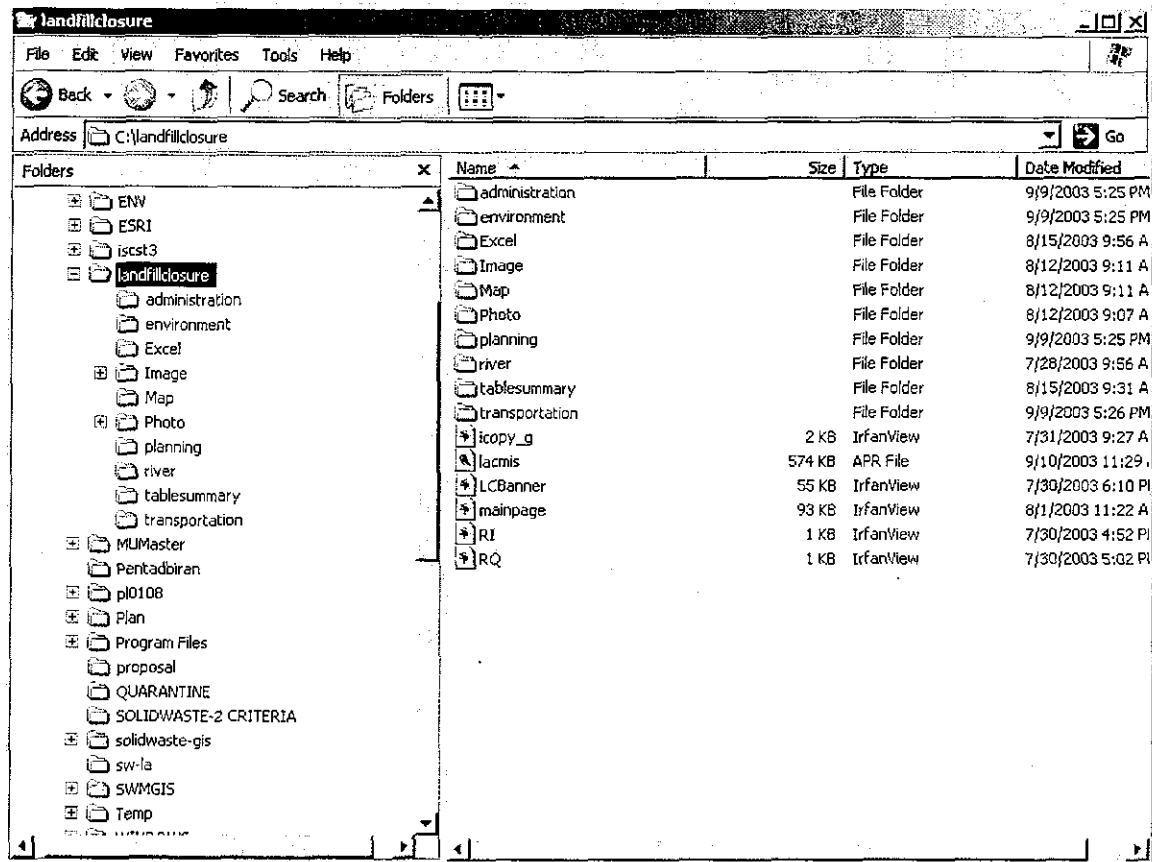 landfillclosure
File Edit View Favorites Tools Help
Back Search Folders
Address C:\landfillclosure Go
Folders x
ENV
ESRI
iscst3
landfillclosure
administration
environment
Excel
Image
Map
Photo
planning
river
tablesummary
transportation
MUMaster
Pentadbiran
pl0108
Plan
Program Files
proposal
QUARANTINE
SOLIDWASTE-2 CRITERIA
solidwaste-gis
sw-la
SWMGIS
Temp
Name Size Type Date Modified
administration File Folder 9/9/2003 5:25 PM
environment File Folder 9/9/2003 5:25 PM
Excel File Folder 8/15/2003 9:56 A
Image File Folder 8/12/2003 9:11 A
Map File Folder 8/12/2003 9:11 A
Photo File Folder 8/12/2003 9:07 A
planning File Folder 9/9/2003 5:25 PM
river File Folder 7/28/2003 9:56 A
tablesummary File Folder 8/15/2003 9:31 A
transportation File Folder 9/9/2003 5:26 PM
icopy_g 2 KB IrfanView 7/31/2003 9:27 A
lacmis 574 KB APR File 9/10/2003 11:29
LCBanner 55 KB IrfanView 7/30/2003 6:10 P
mainpage 93 KB IrfanView 8/1/2003 11:22 A
RI 1 KB IrfanView 7/30/2003 4:52 P
RQ 1 KB IrfanView 7/30/2003 5:02 P